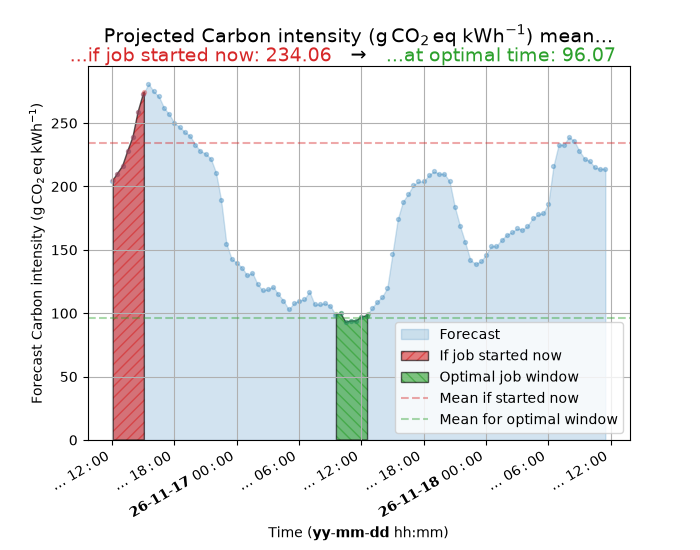 Projected Carbon intensity (g CO₂ eq kWh⁻¹) mean...
...if job started now: 234.06 → ...at optimal time: 96.07
Forecast Carbon intensity (g CO₂ eq kWh⁻¹)
250
200
150
100
50
0
Forecast
If job started now
Optimal job window
Mean if started now
Mean for optimal window
... 12:00
... 18:00
26-11-17 00:00
... 06:00
... 12:00
... 18:00
26-11-18 00:00
... 06:00
... 12:00
Time (yy-mm-dd hh:mm)